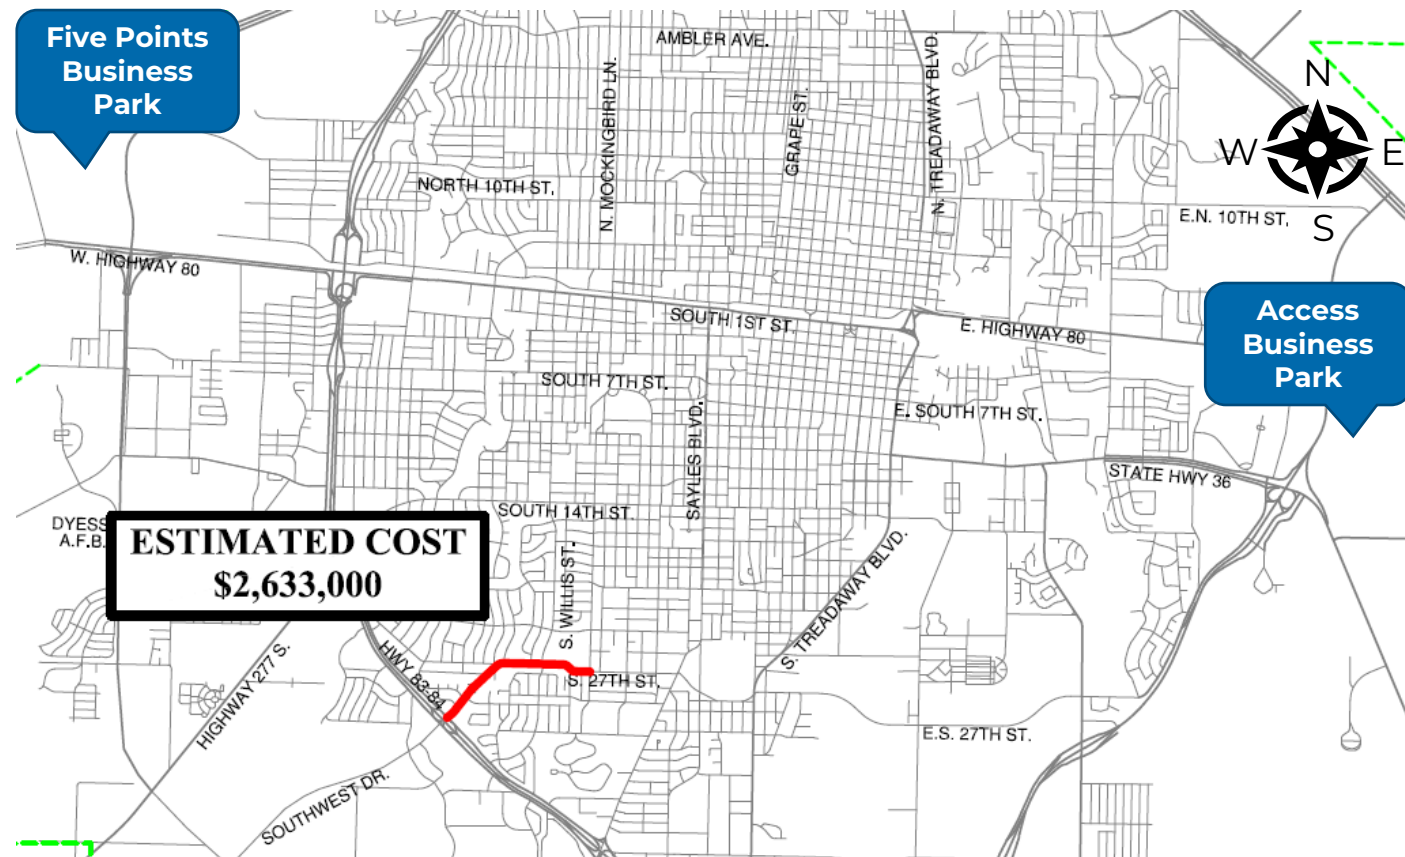 Five Points
Business
Park
AMBLER AVE.
N. MOCKINGBIRD LN.
GRAPE ST.
N. TREADAWAY BLVD.
N
W
E
S
NORTH 10TH ST.
E.N. 10TH ST.
W. HIGHWAY 80
SOUTH 1ST ST.
E. HIGHWAY 80
Access
Business
Park
SOUTH 7TH ST.
SAYLES BLVD.
E. SOUTH 7TH ST.
STATE HWY 36
SOUTH 14TH ST.
DYESS
A.F.B.
ESTIMATED COST
$2,633,000
S. WILLIS ST.
S. TREADAWAY BLVD.
HWY 83-84
HIGHWAY 277 S.
S. 27TH ST.
E.S. 27TH ST.
SOUTHWEST DR.